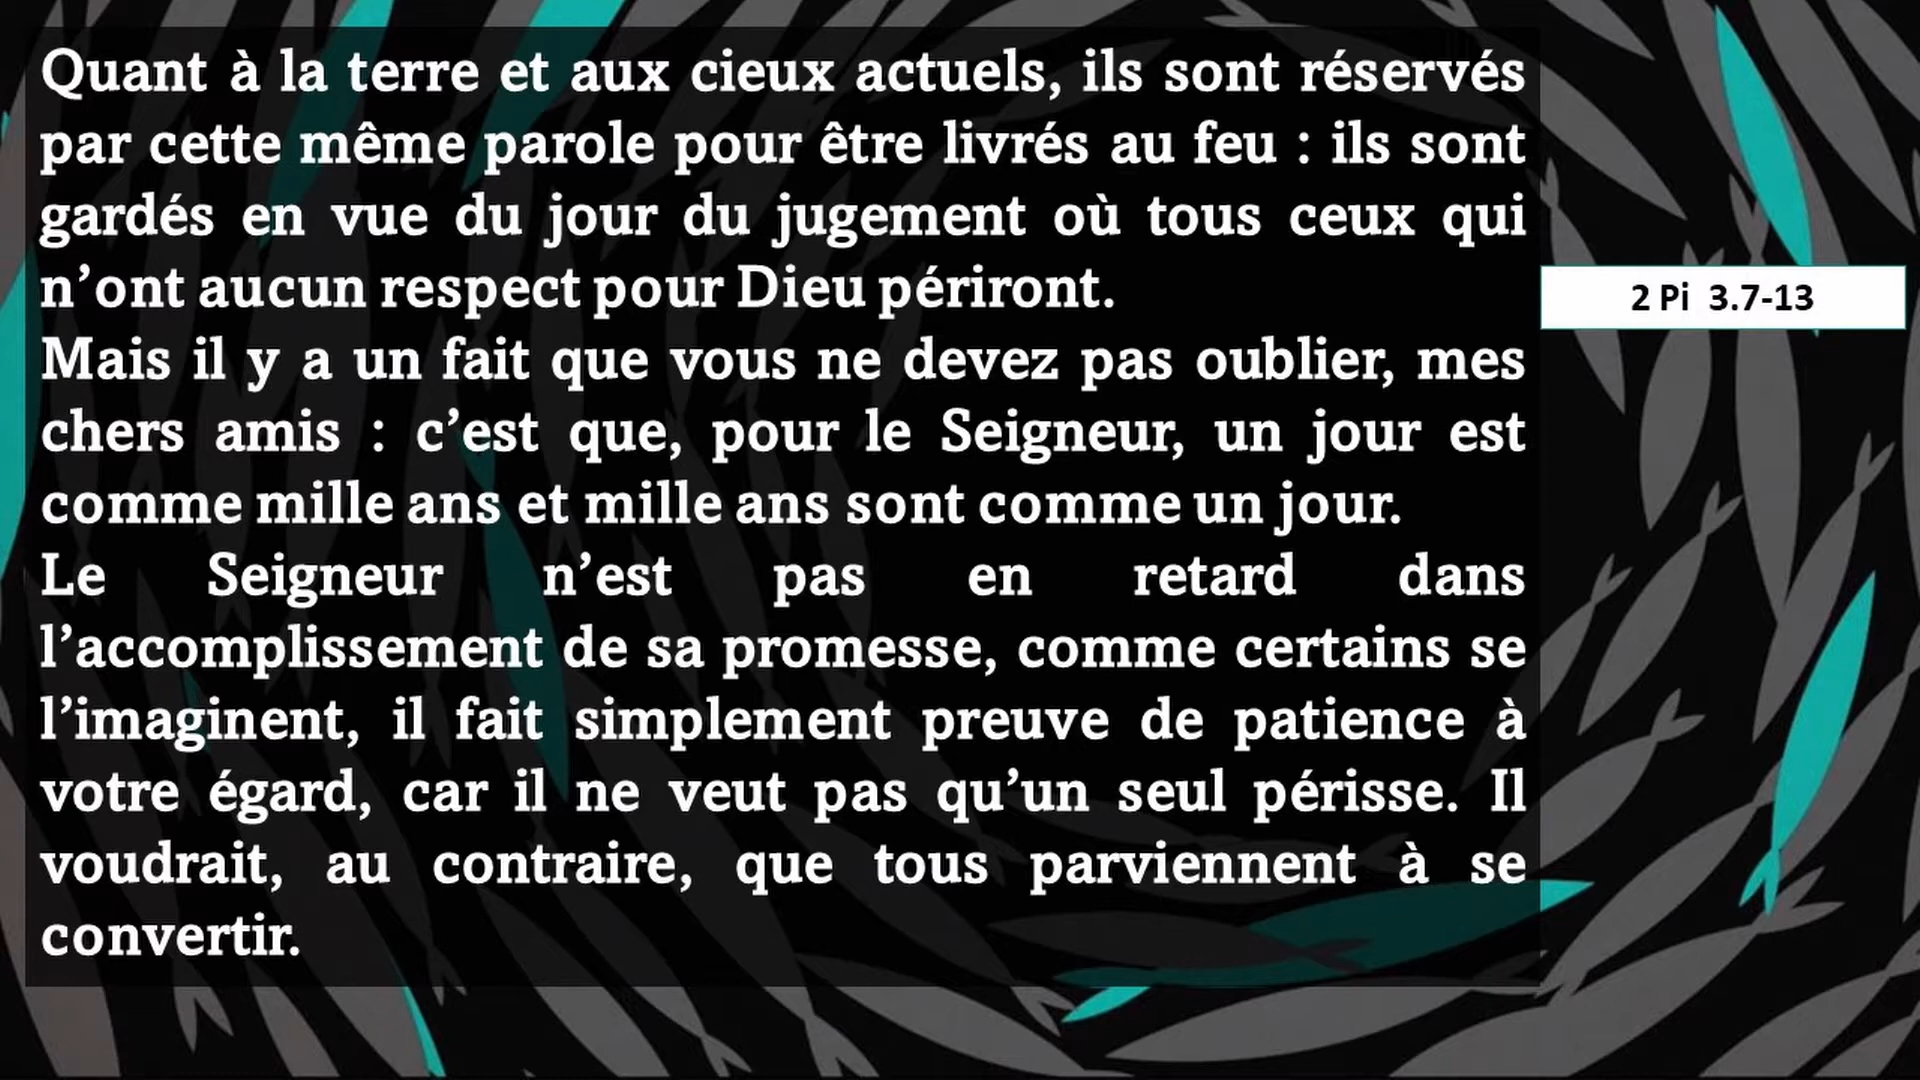 Quant à la terre et aux cieux actuels, ils sont réservés
par cette même parole pour être livrés au feu : ils sont
gardés en vue du jour du jugement où tous ceux qui
n’ont aucun respect pour Dieu périront.
Mais il y a un fait que vous ne devez pas oublier, mes
chers amis : c’est que, pour le Seigneur, un jour est
comme mille ans et mille ans sont comme un jour.
Le Seigneur n’est pas en retard dans
l’accomplissement de sa promesse, comme certains se
l’imaginent, il fait simplement preuve de patience à
votre égard, car il ne veut pas qu’un seul périsse. Il
voudrait, au contraire, que tous parviennent à se
convertir.
2 Pi 3.7-13